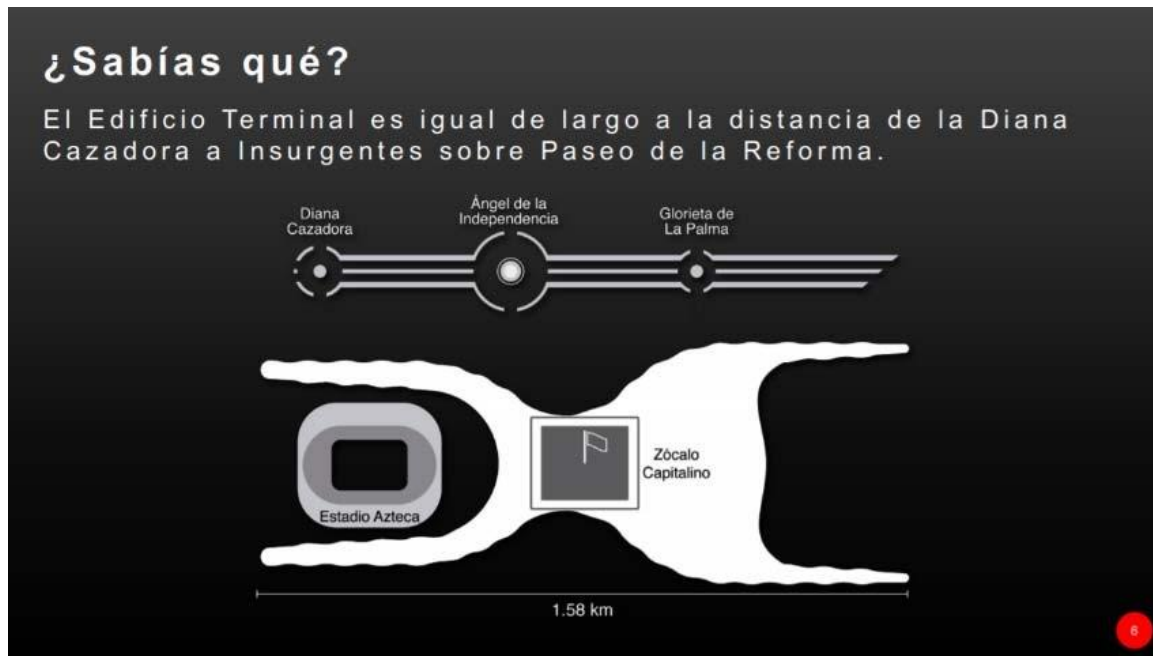 ¿Sabías qué?
El Edificio Terminal es igual de largo a la distancia de la Diana
Cazadora a Insurgentes sobre Paseo de la Reforma.
Diana
Cazadora
Ángel de la
Independencia
Glorieta de
La Palma
Zócalo
Capitalino
Estadio Azteca
1.58 km
6